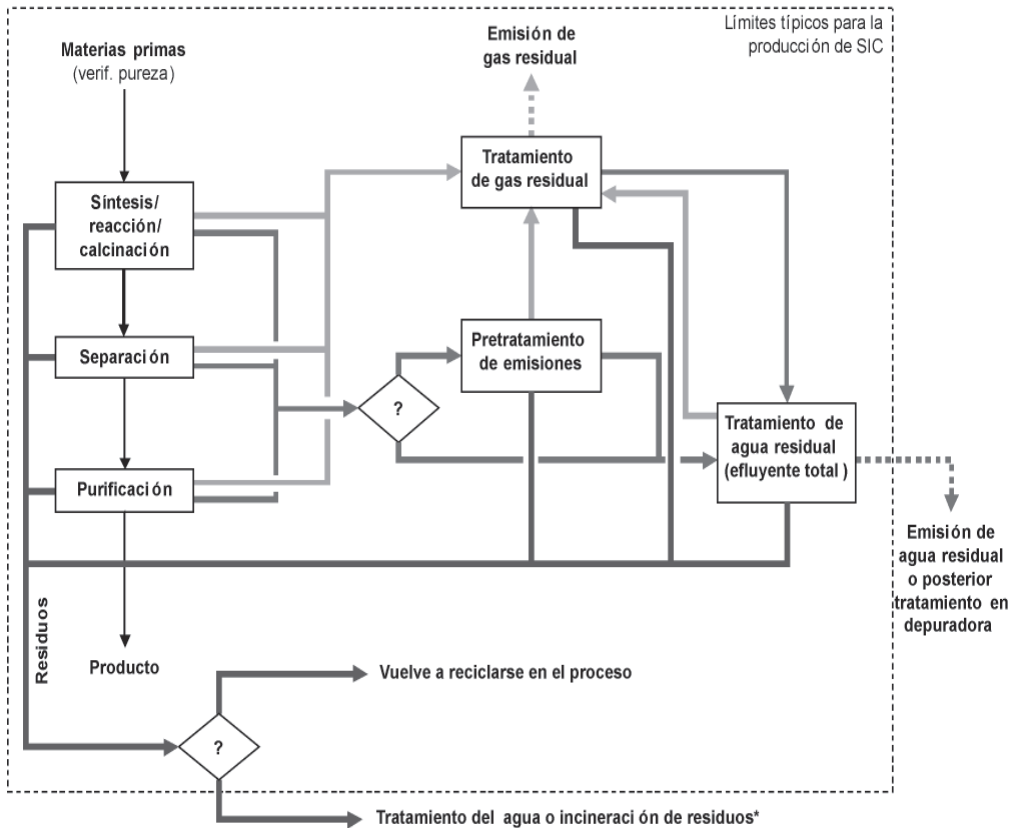 Límites típicos para la
producción de SIC
Materias primas
(verif. pureza)
Emisión de
gas residual
Tratamiento
de gas residual
Síntesis/
reacción/
calcinación
Separación
Pretratamiento
de emisiones
?
Tratamiento de
agua residual
(efluyente total )
Purificación
Emisión de
agua residual
o posterior
tratamiento en
depuradora
Residuos
Producto
Vuelve a reciclarse en el proceso
?
Tratamiento del agua o incineración de residuos*